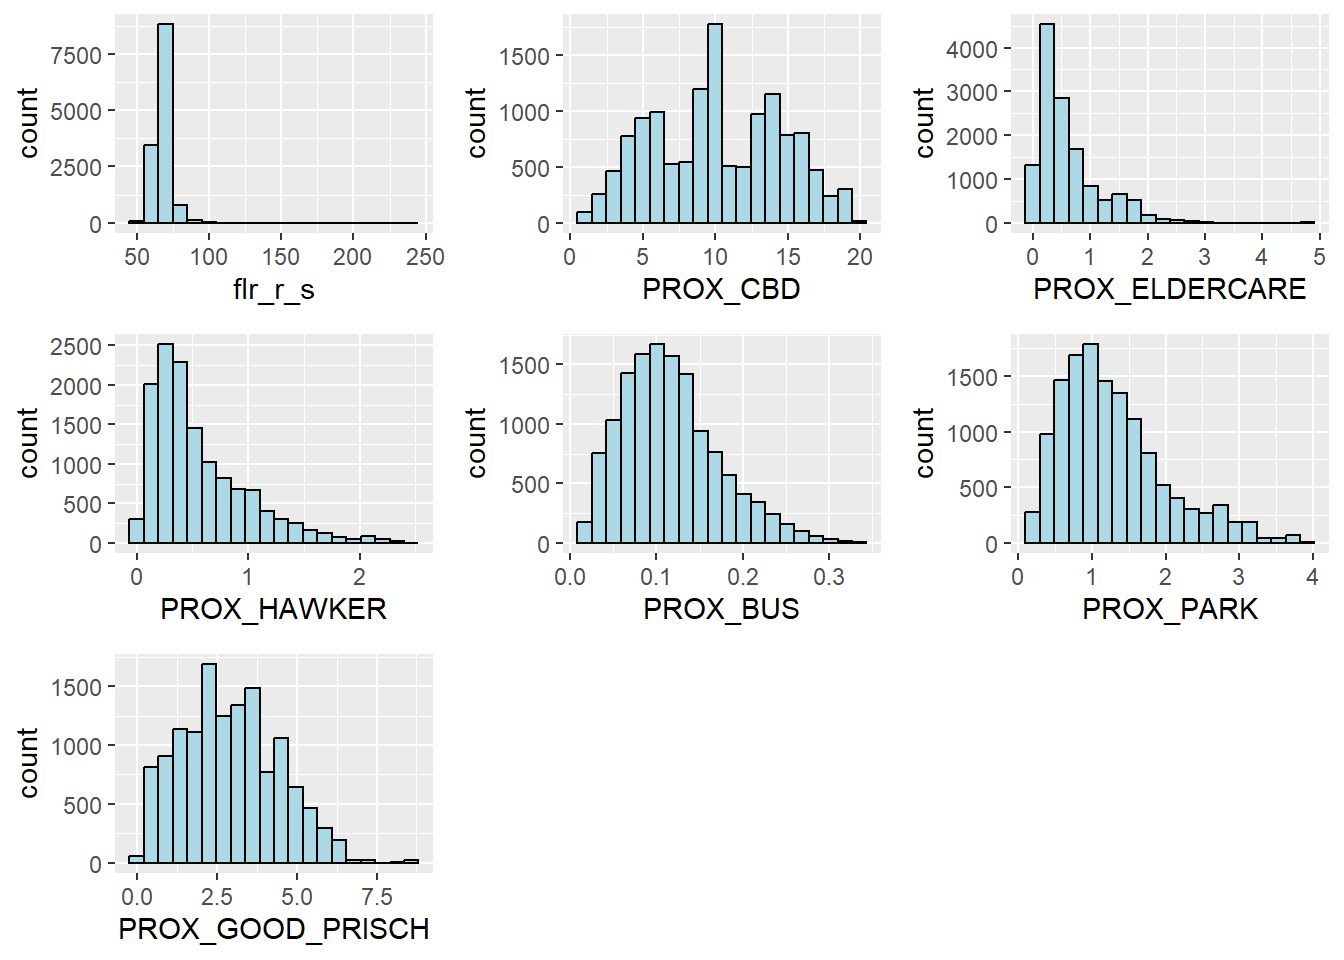 7500
5000
2500
0
count
50 100 150 200 250
flr_r_s
1500
1000
500
0
count
0 5 10 15 20
PROX_CBD
4000
3000
2000
1000
0
count
0 1 2 3 4 5
PROX_ELDERCARE
2500
2000
1500
1000
500
0
count
0 1 2
PROX_HAWKER
1500
1000
500
0
count
0.0 0.1 0.2 0.3
PROX_BUS
1500
1000
500
0
count
0 1 2 3 4
PROX_PARK
1500
1000
500
0
count
0.0 2.5 5.0 7.5
PROX_GOOD_PRISCH